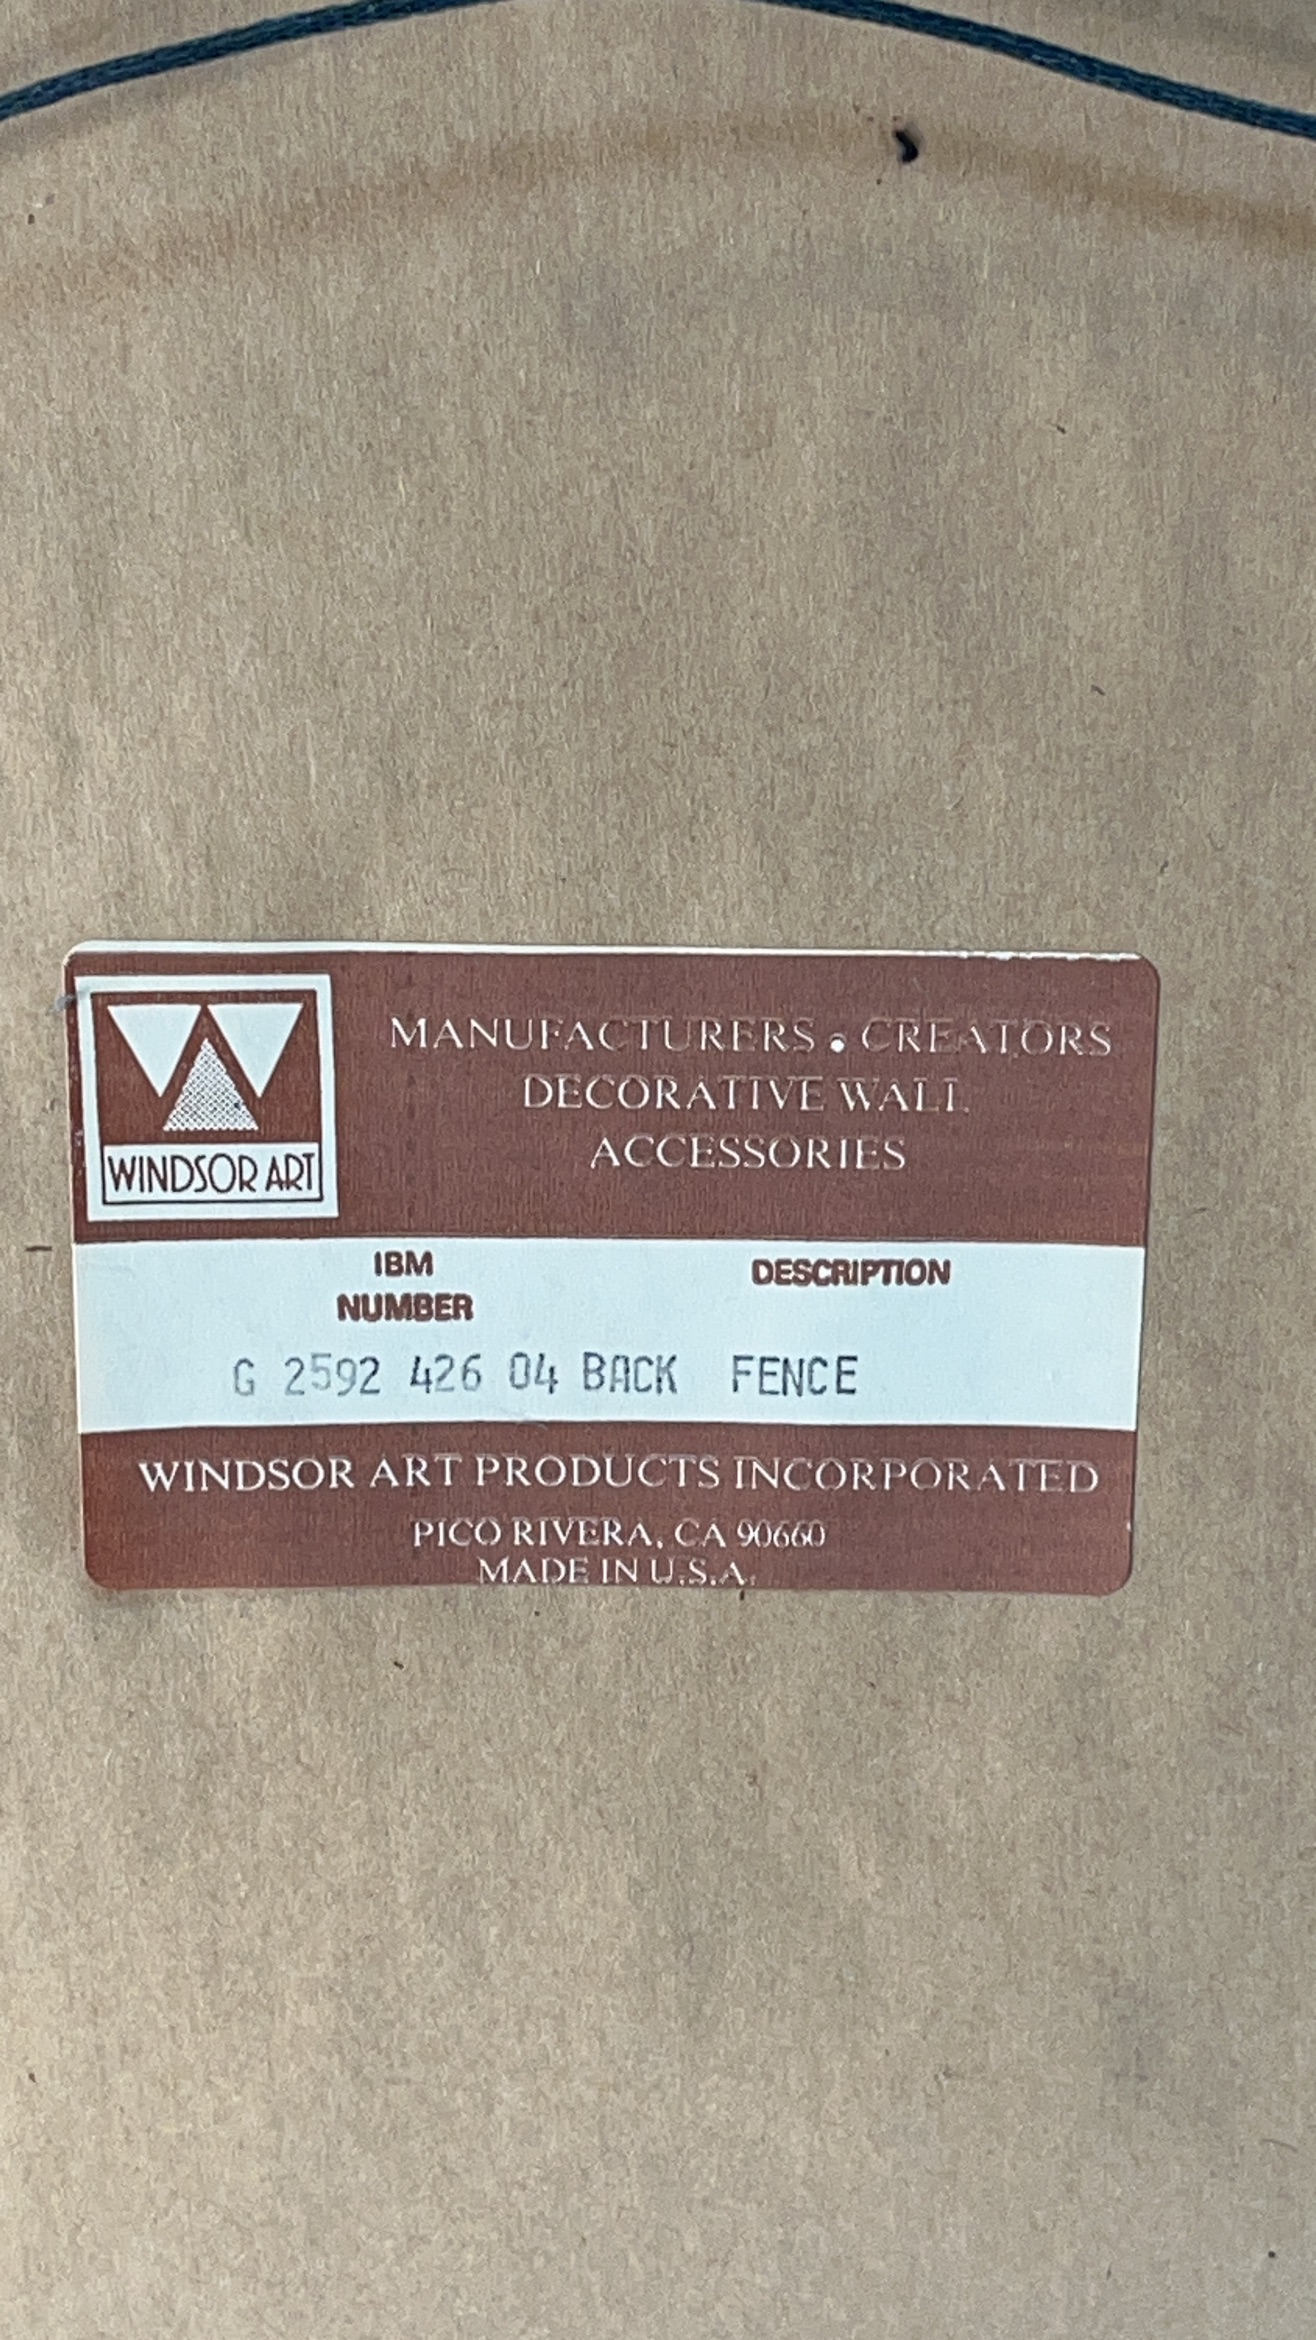 WINDSOR ART
MANUFACTURERS • CREATORS
DECORATIVE WALL
ACCESSORIES
IBM
NUMBER
DESCRIPTION
G 2592 426 04 BACK FENCE
WINDSOR ART PRODUCTS INCORPORATED
PICO RIVERA, CA 90660
MADE IN U.S.A.